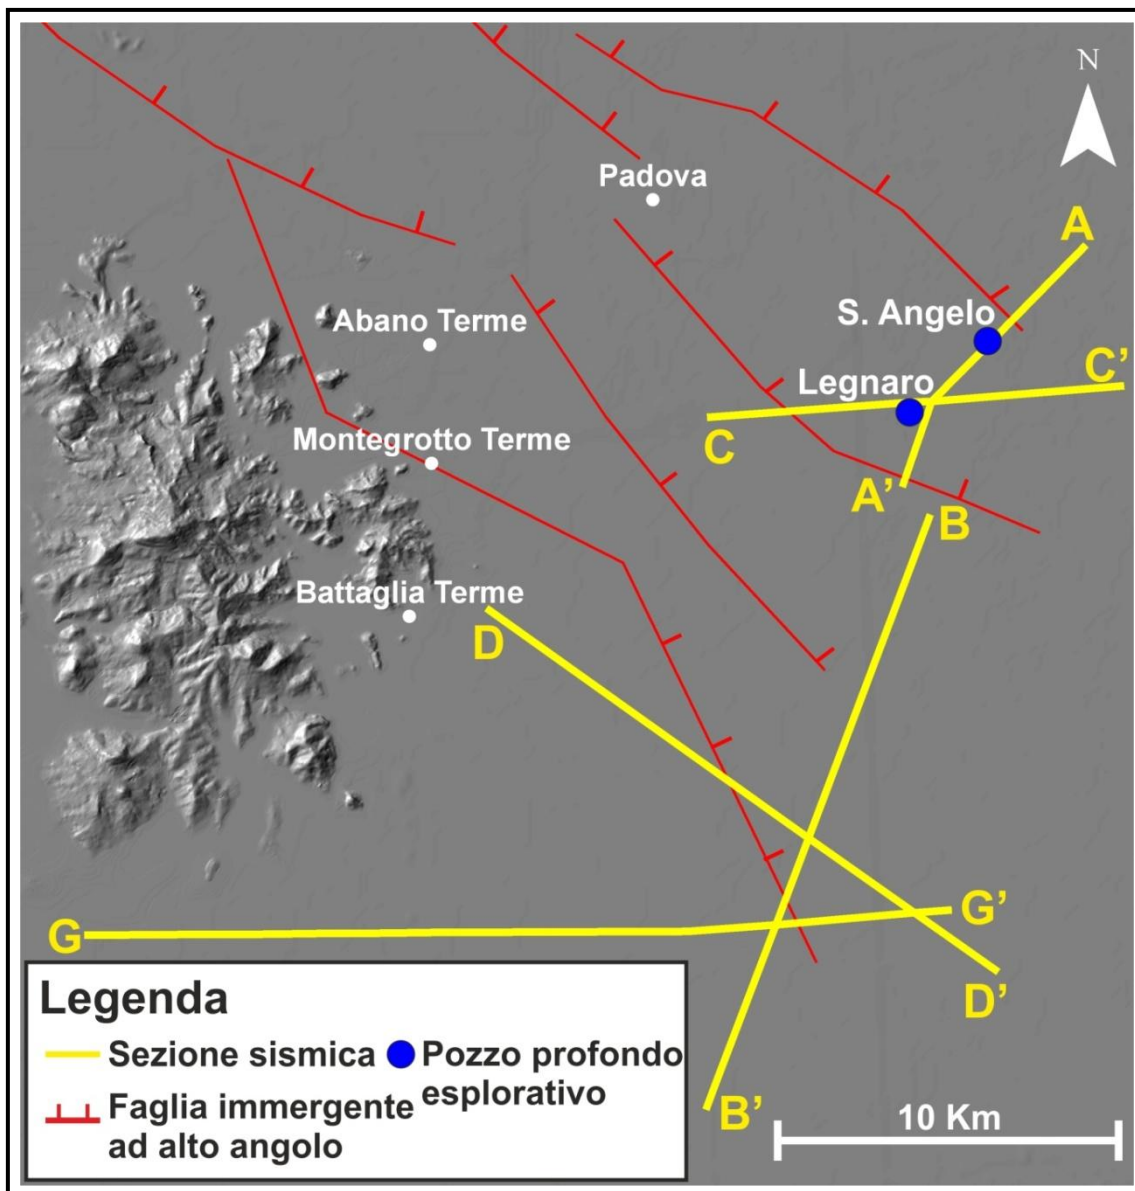 N
Padova
A
S. Angelo
Abano Terme
C’
Legnaro
C
Montegrotto Terme
A’
B
Battaglia Terme
D
G’
G
D’
Legenda
Sezione sismica
Pozzo profondo
esplorativo
Faglia immergente
ad alto angolo
B’
10 Km